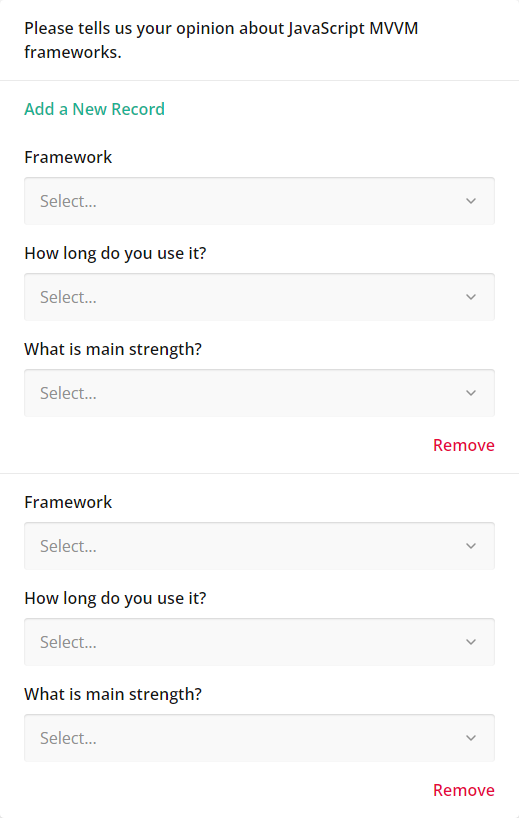 Please tells us your opinion about JavaScript MVVM
frameworks.
Add a New Record
Framework
Select...
How long do you use it?
Select...
What is main strength?
Select...
Remove
Framework
Select...
How long do you use it?
Select...
What is main strength?
Select...
Remove